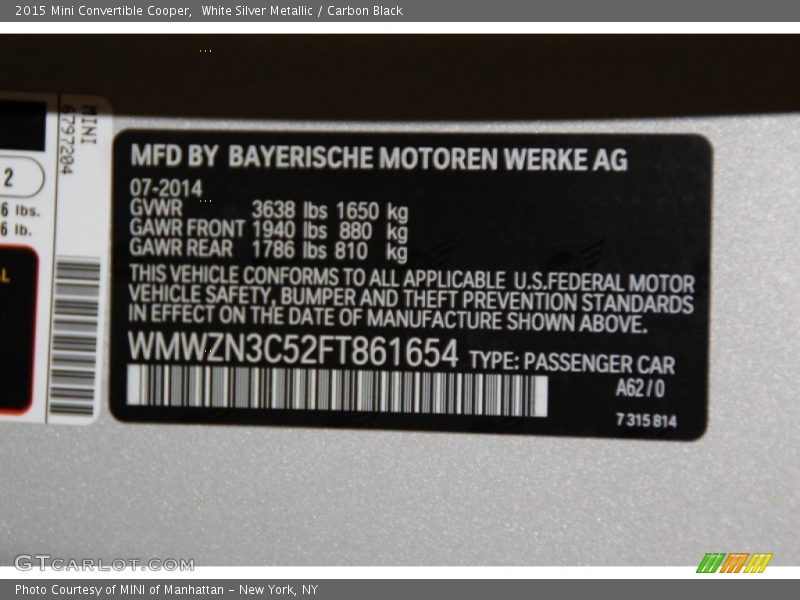 2015 Mini Convertible Cooper,  White Silver Metallic / Carbon Black
MINI
6797204
2
6 lbs.
6 lb.
L
MFD BY BAYERISCHE MOTOREN WERKE AG
07-2014
GVWR 3638 lbs 1650 kg
GAWR FRONT 1940 lbs 880 kg
GAWR REAR 1786 lbs 810 kg
THIS VEHICLE CONFORMS TO ALL APPLICABLE U.S.FEDERAL MOTOR
VEHICLE SAFETY, BUMPER AND THEFT PREVENTION STANDARDS
IN EFFECT ON THE DATE OF MANUFACTURE SHOWN ABOVE.
WMWZN3C52FT861654 TYPE: PASSENGER CAR
A62/0
7 315 814
GTCARLOT.COM
Photo Courtesy of MINI of Manhattan - New York, NY